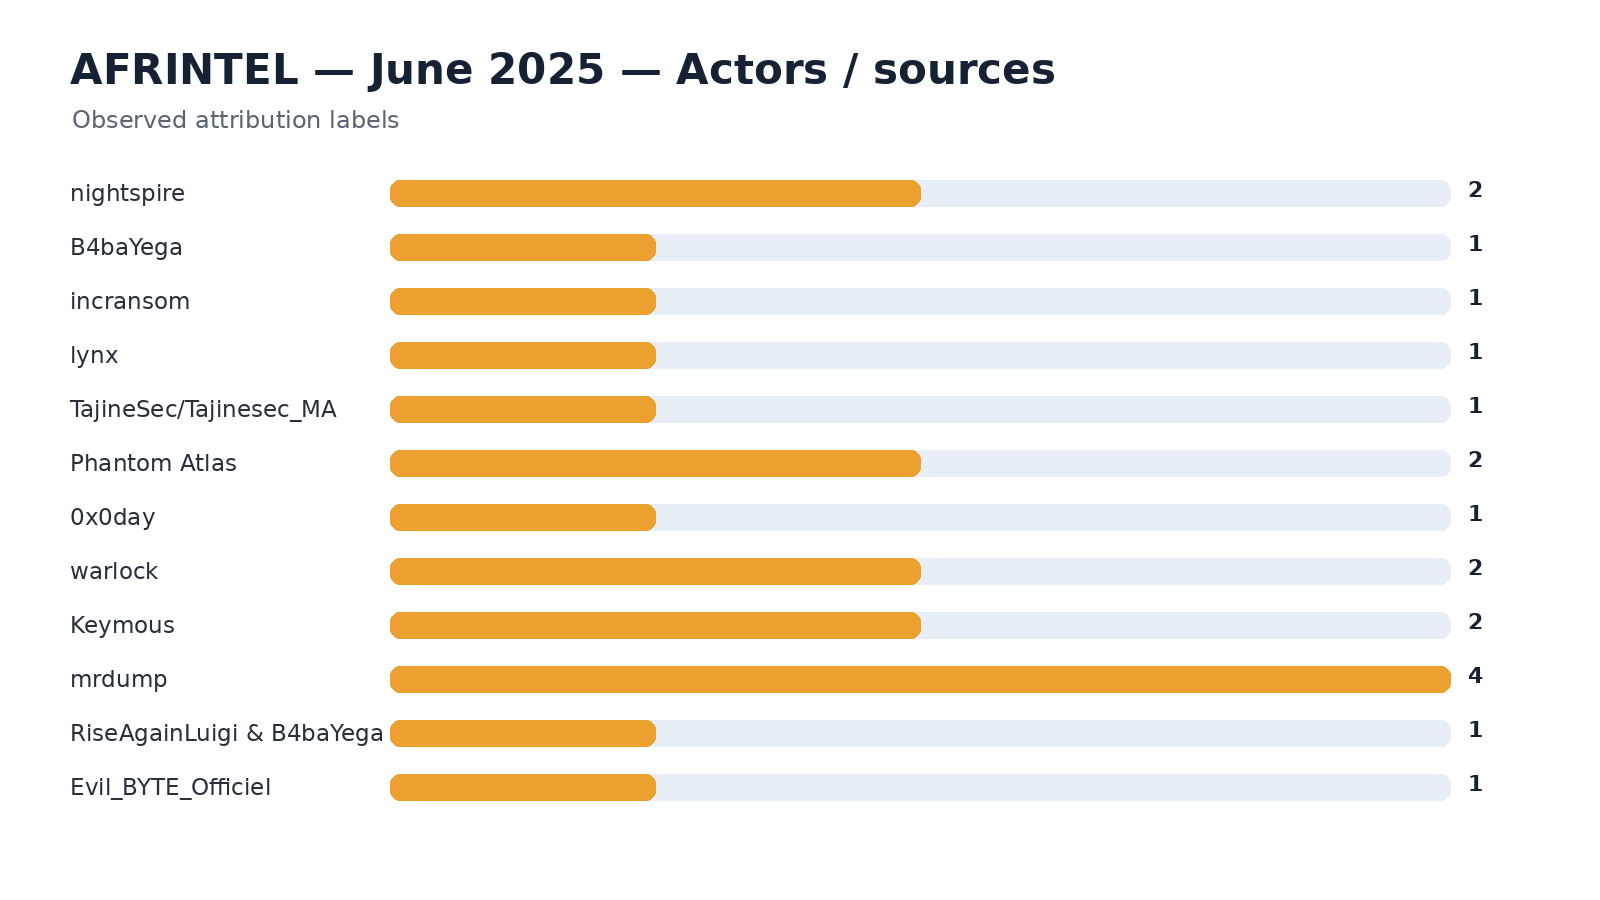 AFRINTEL — June 2025 — Actors / sources
Observed attribution labels
nightspire 2
B4baYega 1
incransom 1
lynx 1
TajineSec/Tajinesec_MA 1
Phantom Atlas 2
0x0day 1
warlock 2
Keymous 2
mrdump 4
RiseAgainLuigi & B4baYega 1
Evil_BYTE_Officiel 1